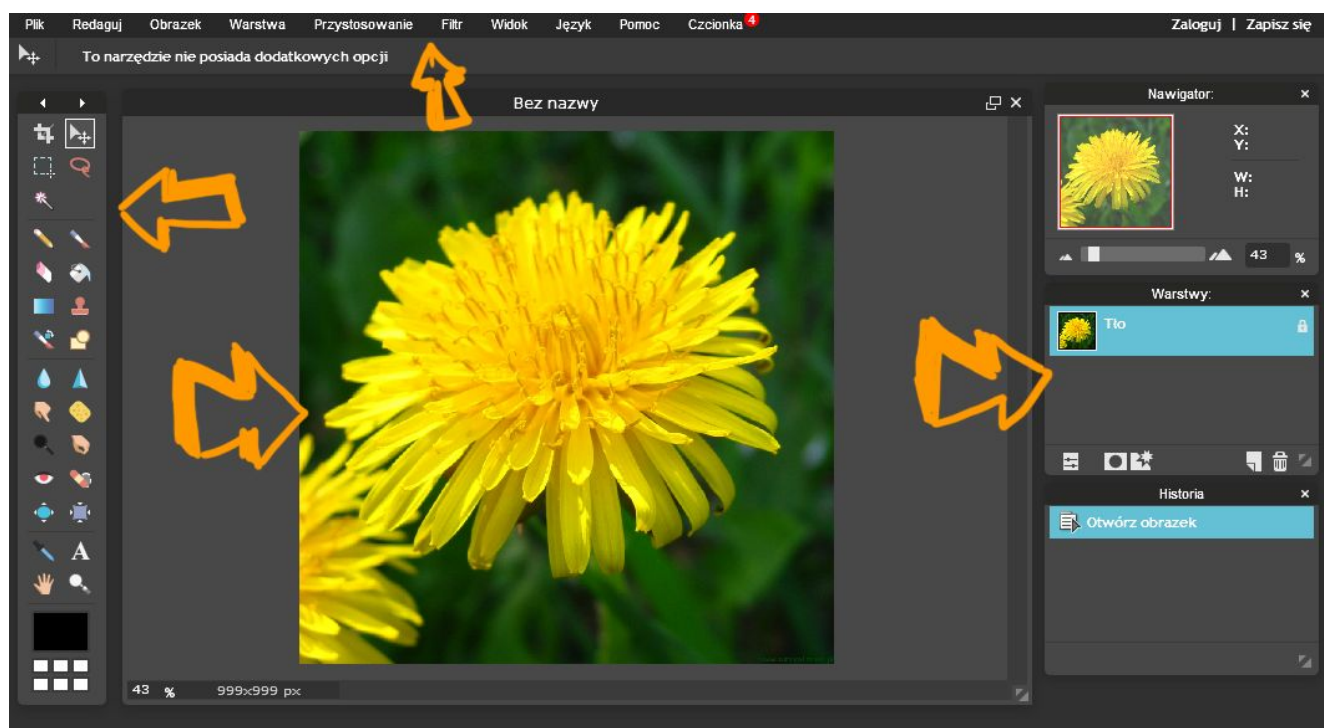 Plik Redaguj Obrazek Warstwa Przystosowanie Filtr Widok Język Pomoc Czcionka 4 Zaloguj | Zapisz się
To narzędzie nie posiada dodatkowych opcji
Bez nazwy
Nawigator:
X:
Y:
W:
H:
43 %
Warstwy:
Tło
Historia
Otwórz obrazek
A
43 % 999x999 px